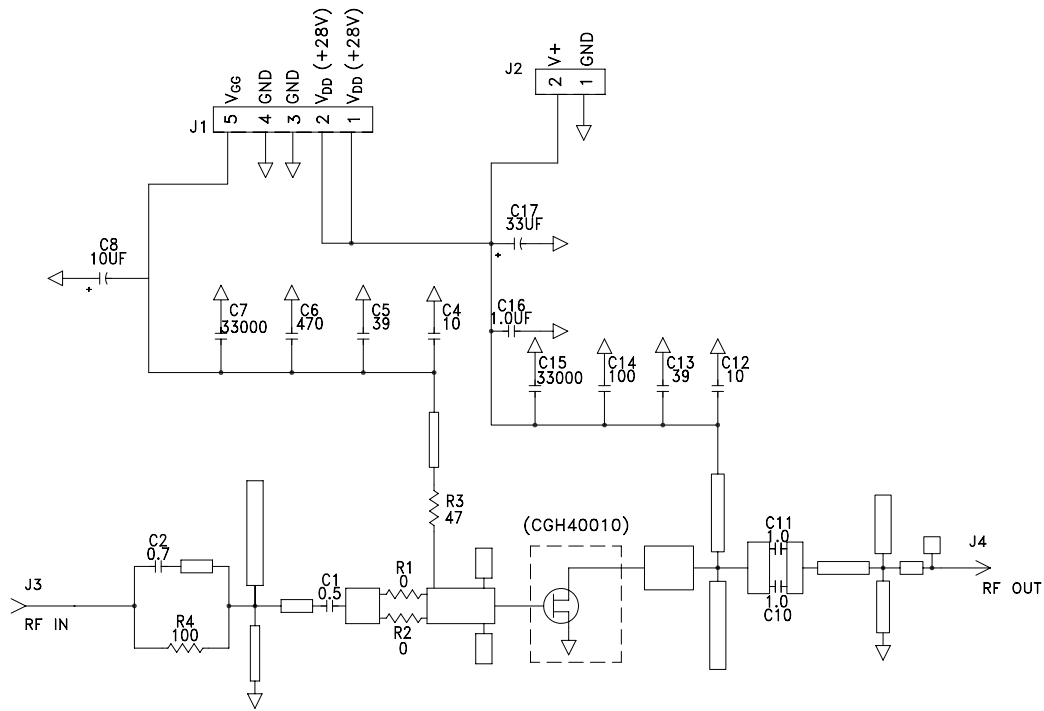 V+
GND
J2
2
1
VGG
GND
GND
VDD (+28V)
VDD (+28V)
J1
5
4
3
2
1
C17
33UF
+
C8
10UF
+
C7
33000
C6
470
C5
39
C4
10
C16
1.0UF
C15
33000
C14
100
C13
39
C12
10
R3
47
(CGH40010)
C2
0.7
C11
1.0
1.0
C10
J3
RF IN
R4
100
C1
0.5
R1
0
R2
0
J4
RF OUT